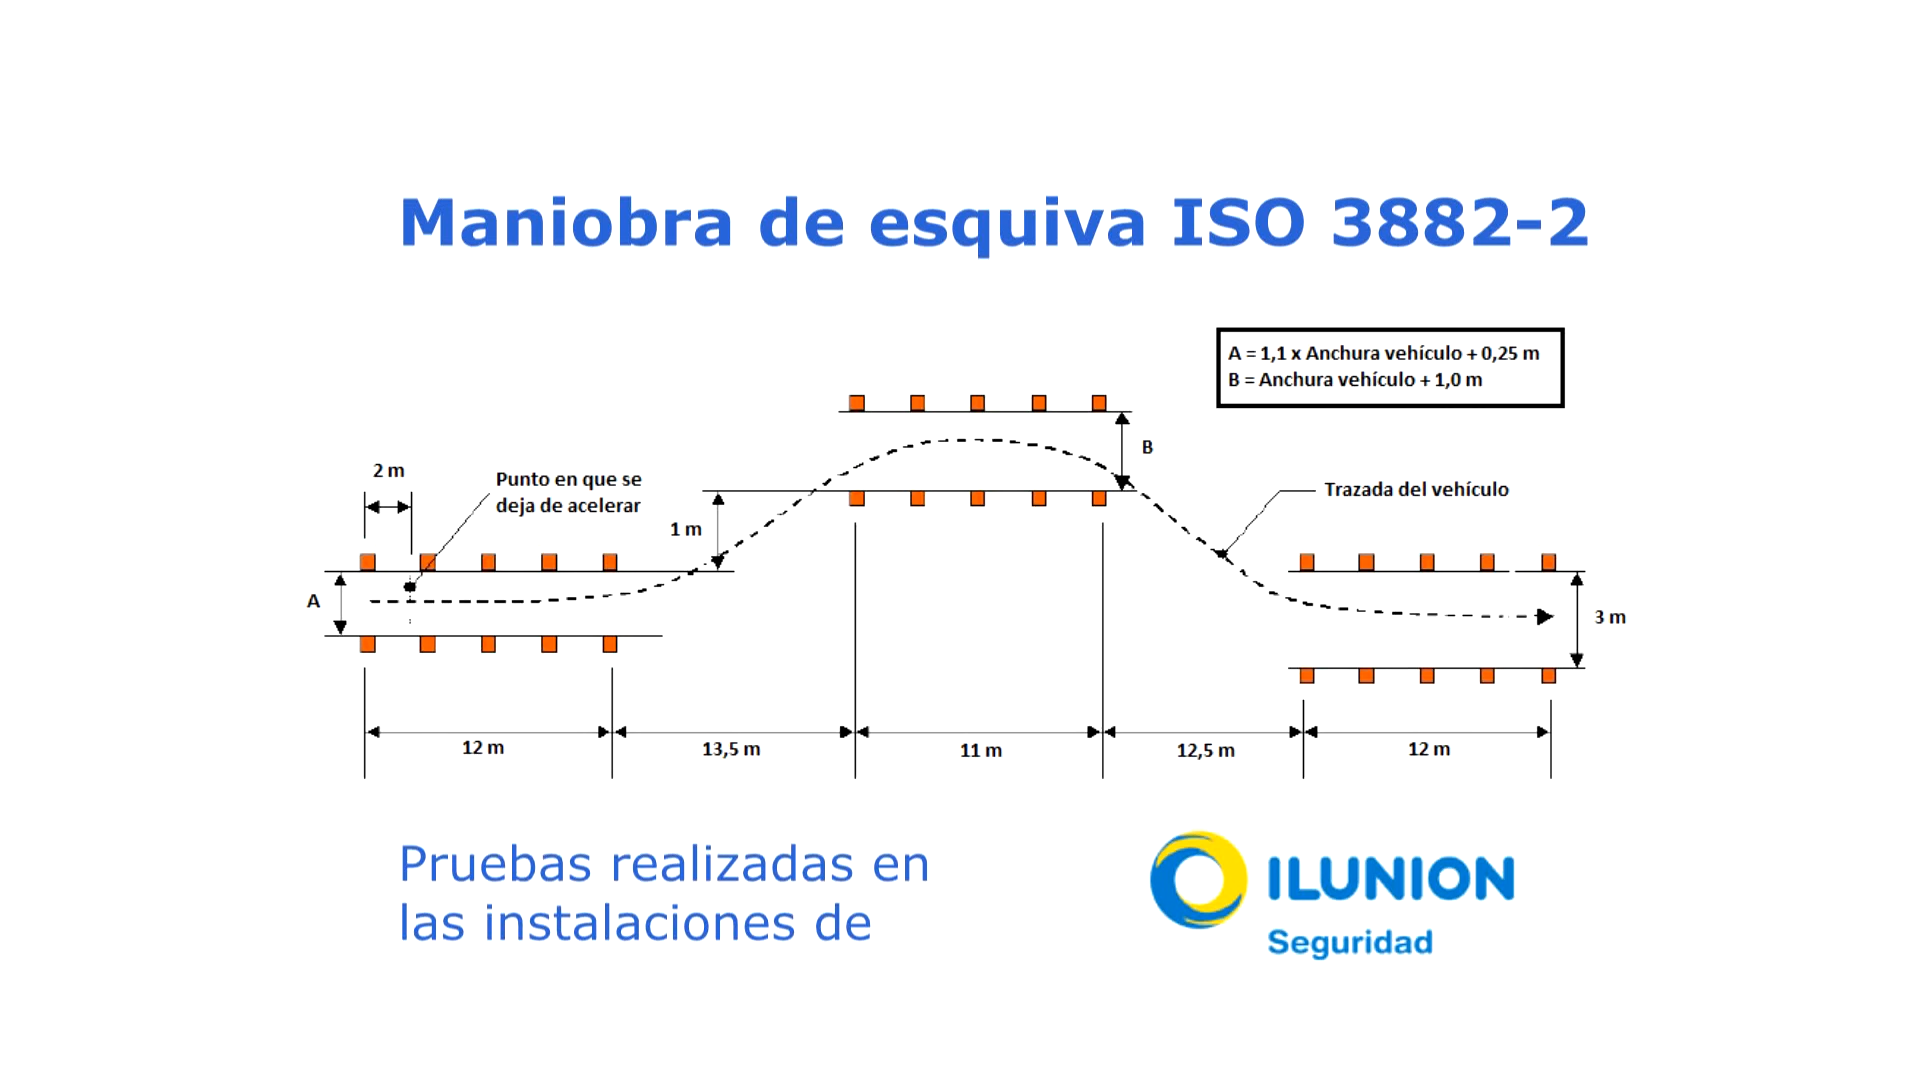 Maniobra de esquiva ISO 3882-2
A = 1,1 x Anchura vehículo + 0,25 m
B = Anchura vehículo + 1,0 m
B
2 m
Punto en que se
deja de acelerar
Trazada del vehículo
1 m
A
3 m
12 m
13,5 m
11 m
12,5 m
12 m
Pruebas realizadas en
las instalaciones de
ILUNION
Seguridad